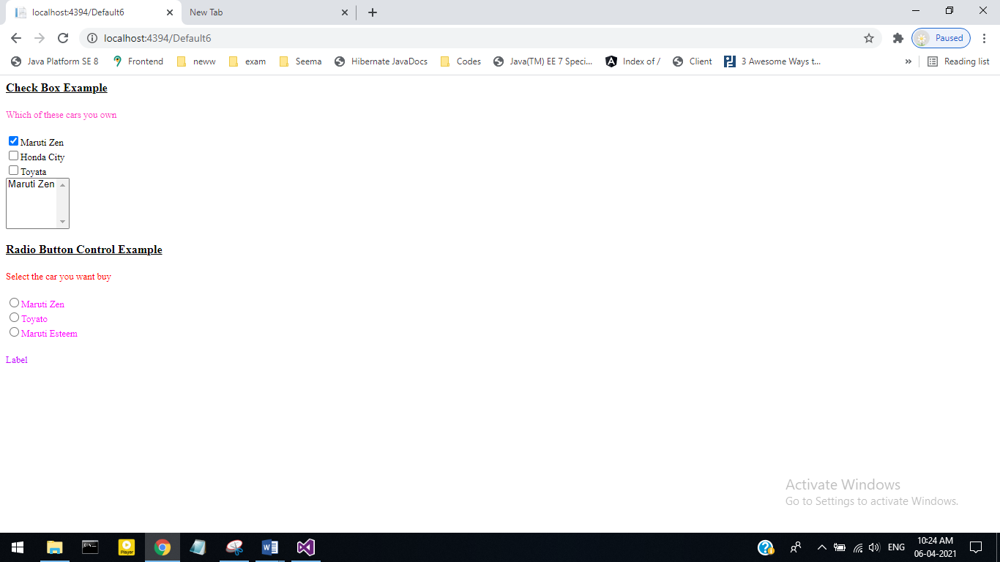 localhost:4394/Default6
New Tab
localhost:4394/Default6
Paused
Java Platform SE 8
Frontend
neww
exam
Seema
Hibernate JavaDocs
Codes
Java(TM) EE 7 Speci...
Index of /
Client
3 Awesome Ways t...
»
Reading list
Check Box Example
Which of these cars you own
Maruti Zen
Honda City
Toyata
Maruti Zen
Radio Button Control Example
Select the car you want buy
Maruti Zen
Toyato
Maruti Esteem
Label
Activate Windows
Go to Settings to activate Windows.
Player
ENG
10:24 AM
06-04-2021